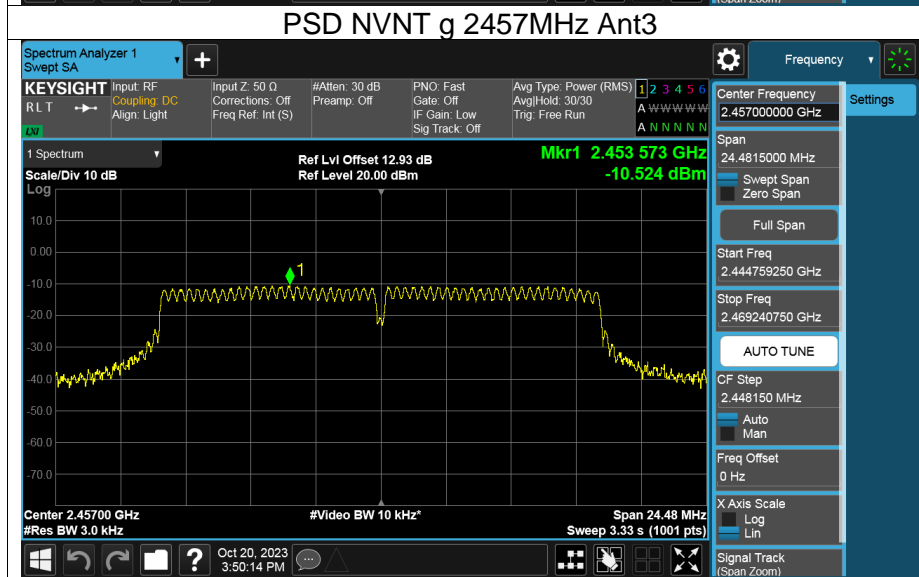 (Span Zoom)
PSD NVNT g 2457MHz Ant3
Spectrum Analyzer 1
Swept SA
+
Frequency
KEYSIGHT
R L T
LXI
Input: RF
Coupling: DC
Align: Light
Input Z: 50 Ω
Corrections: Off
Freq Ref: Int (S)
#Atten: 30 dB
Preamp: Off
PNO: Fast
Gate: Off
IF Gain: Low
Sig Track: Off
Avg Type: Power (RMS)
Avg|Hold: 30/30
Trig: Free Run
1 2 3 4 5 6
A W W W W W
A N N N N N
1 Spectrum
Scale/Div 10 dB
Log
Ref Lvl Offset 12.93 dB
Ref Level 20.00 dBm
Mkr1 2.453 573 GHz
-10.524 dBm
10.0
0.00
-10.0
-20.0
-30.0
-40.0
-50.0
-60.0
-70.0
1
Center 2.45700 GHz
#Res BW 3.0 kHz
#Video BW 10 kHz*
Span 24.48 MHz
Sweep 3.33 s (1001 pts)
Center Frequency
2.457000000 GHz
Settings
Span
24.4815000 MHz
Swept Span
Zero Span
Full Span
Start Freq
2.444759250 GHz
Stop Freq
2.469240750 GHz
AUTO TUNE
CF Step
2.448150 MHz
Auto
Man
Freq Offset
0 Hz
X Axis Scale
Log
Lin
Signal Track
(Span Zoom)
?
Oct 20, 2023
3:50:14 PM